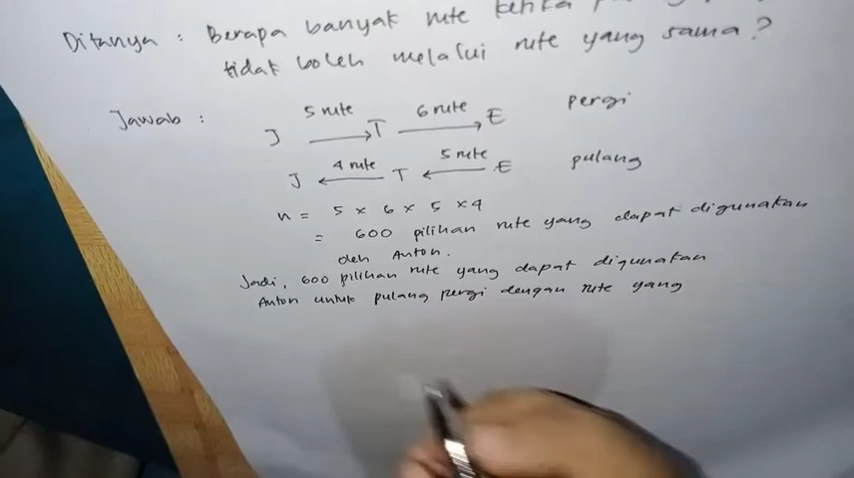 Ditanya : Berapa banyak rute ketika
tidak boleh melalui rute yang sama ?
Jawab :
5 rute 6 rute
J T E pergi
4 rute 5 rute
J T E pulang
n = 5 x 6 x 5 x 4
= 600 pilihan rute yang dapat digunakan
oleh Anton.
Jadi, 600 pilihan rute yang dapat digunakan
Anton untuk pulang pergi dengan rute yang